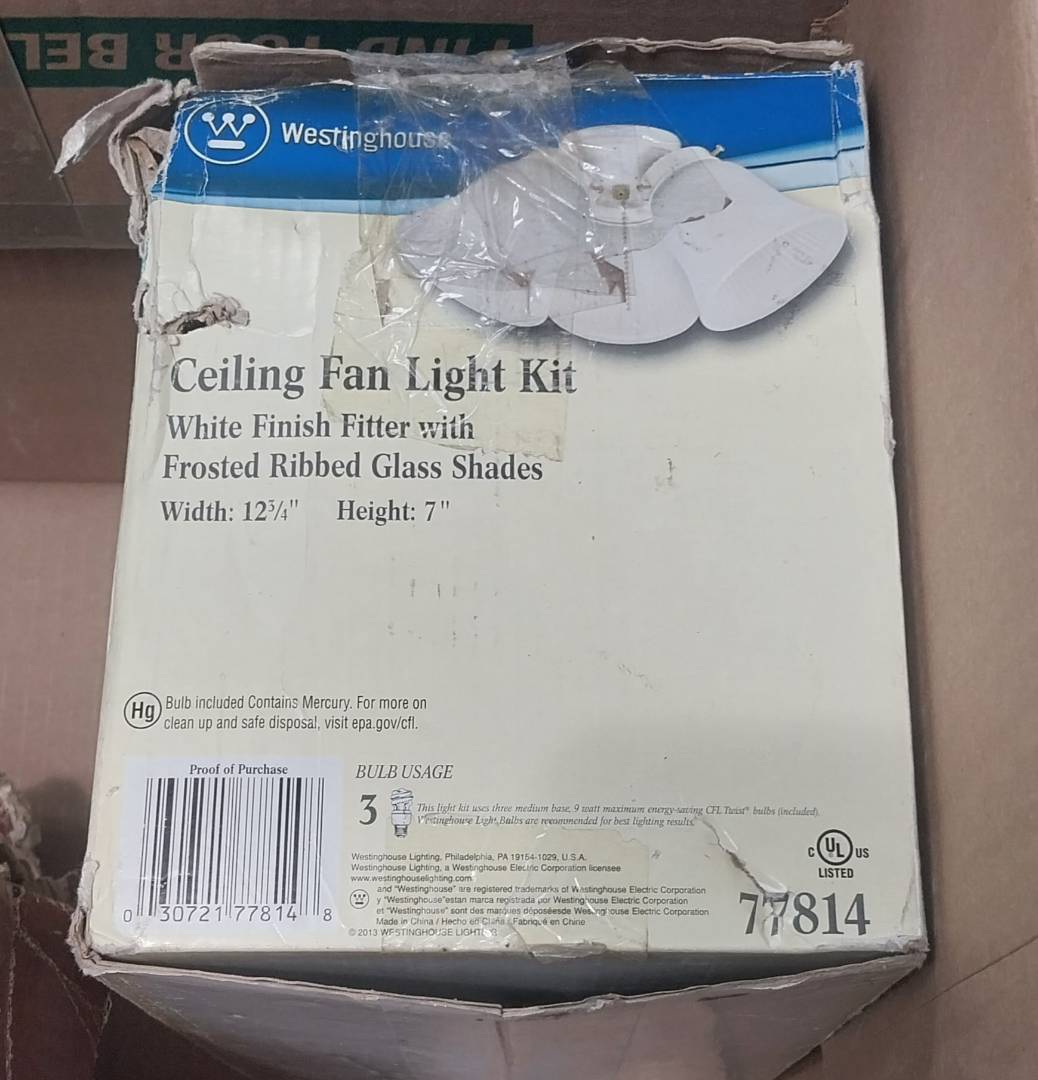 FIND YOUR BEL
Westinghouse
Ceiling Fan Light Kit
White Finish Fitter with
Frosted Ribbed Glass Shades
Width: 12¾" Height: 7"
Hg
Bulb included Contains Mercury. For more on
clean up and safe disposal, visit epa.gov/cfl.
Proof of Purchase
0 30721 77814 8
BULB USAGE
3
This light kit uses three medium base, 9 watt maximum energy-saving CFL Twist® bulbs (included).
Westinghouse Light Bulbs are recommended for best lighting results.
Westinghouse Lighting, Philadelphia, PA 19154-1029, U.S.A.
Westinghouse Lighting, a Westinghouse Electric Corporation licensee
www.westinghouselighting.com
and "Westinghouse" are registered trademarks of Westinghouse Electric Corporation
y "Westinghouse"estan marca registrada por Westinghouse Electric Corporation
et "Westinghouse" sont des marques déposéesde Westinghouse Electric Corporation
Made in China / Hecho en China / Fabriqué en Chine
© 2013 WESTINGHOUSE LIGHTING
C UL US
LISTED
77814